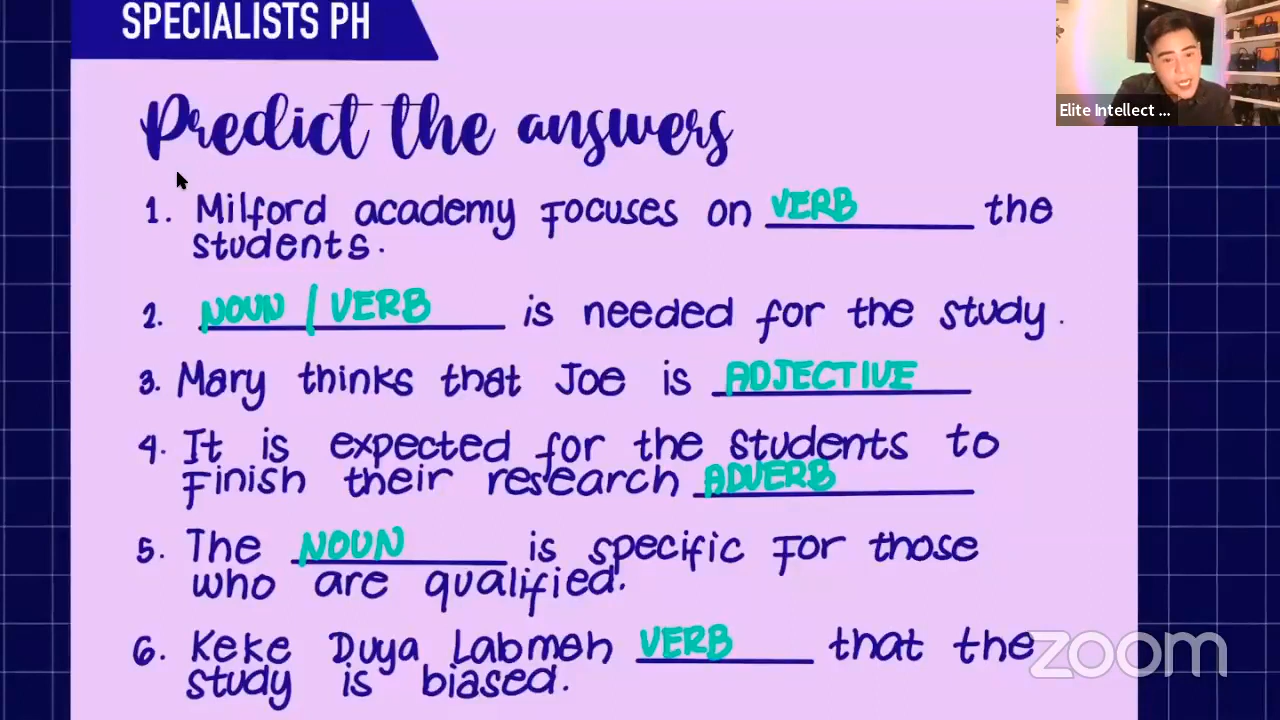 SPECIALISTS PH
Elite Intellect ...
Predict the answers
1. Milford academy focuses on VERB the
students.
2. NOUN / VERB is needed for the study.
3. Mary thinks that Joe is ADJECTIVE
4. It is expected for the students to
finish their research ADVERB
5. The NOUN is specific for those
who are qualified.
6. Keke Duya Labmeh VERB that the
study is biased.
zoom